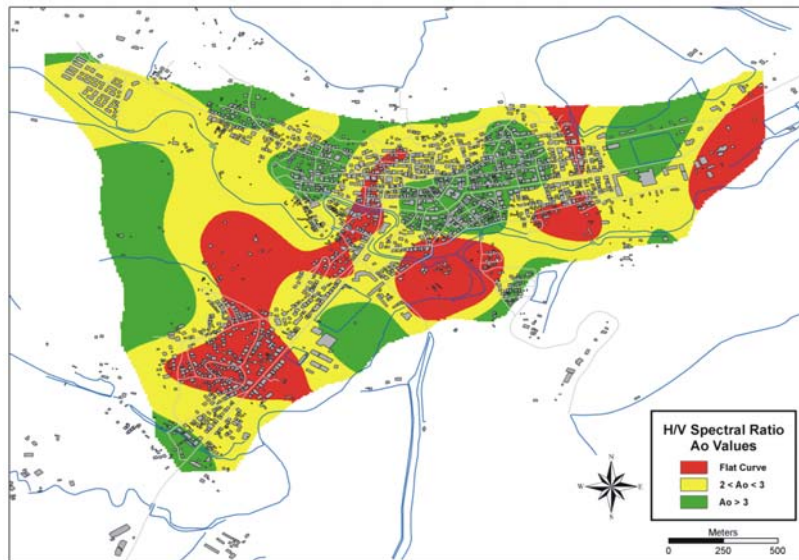 H/V Spectral Ratio
Ao Values
Flat Curve
2 < Ao < 3
Ao > 3
N
W E
S
Meters
0 250 500